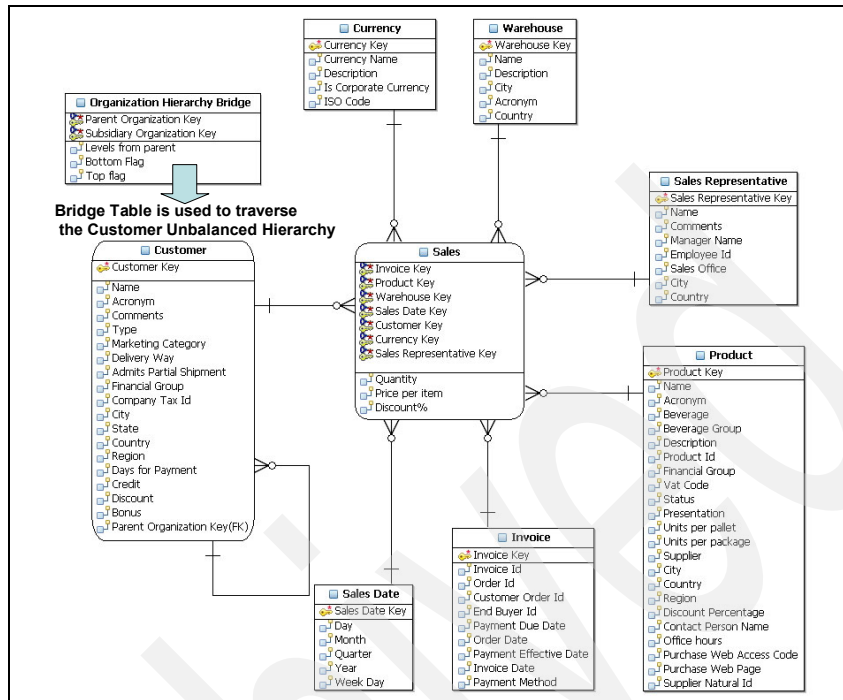 Currency
Currency Key
Currency Name
Description
Is Corporate Currency
ISO Code
Warehouse
Warehouse Key
Name
Description
City
Acronym
Country
Organization Hierarchy Bridge
Parent Organization Key
Subsidiary Organization Key
Levels from parent
Bottom Flag
Top flag
Bridge Table is used to traverse
the Customer Unbalanced Hierarchy
Customer
Customer Key
Name
Acronym
Comments
Type
Marketing Category
Delivery Way
Admits Partial Shipment
Financial Group
Company Tax Id
City
State
Country
Region
Days for Payment
Credit
Discount
Bonus
Parent Organization Key(FK)
Sales
Invoice Key
Product Key
Warehouse Key
Sales Date Key
Customer Key
Currency Key
Sales Representative Key
Quantity
Price per item
Discount%
Sales Representative
Sales Representative Key
Name
Comments
Manager Name
Employee Id
Sales Office
City
Country
Product
Product Key
Name
Acronym
Beverage
Beverage Group
Description
Product Id
Financial Group
Vat Code
Status
Presentation
Units per pallet
Units per package
Supplier
City
Country
Region
Discount Percentage
Contact Person Name
Office hours
Purchase Web Access Code
Purchase Web Page
Supplier Natural Id
Invoice
Invoice Key
Invoice Id
Order Id
Customer Order Id
End Buyer Id
Payment Due Date
Order Date
Payment Effective Date
Invoice Date
Payment Method
Sales Date
Sales Date Key
Day
Month
Quarter
Year
Week Day